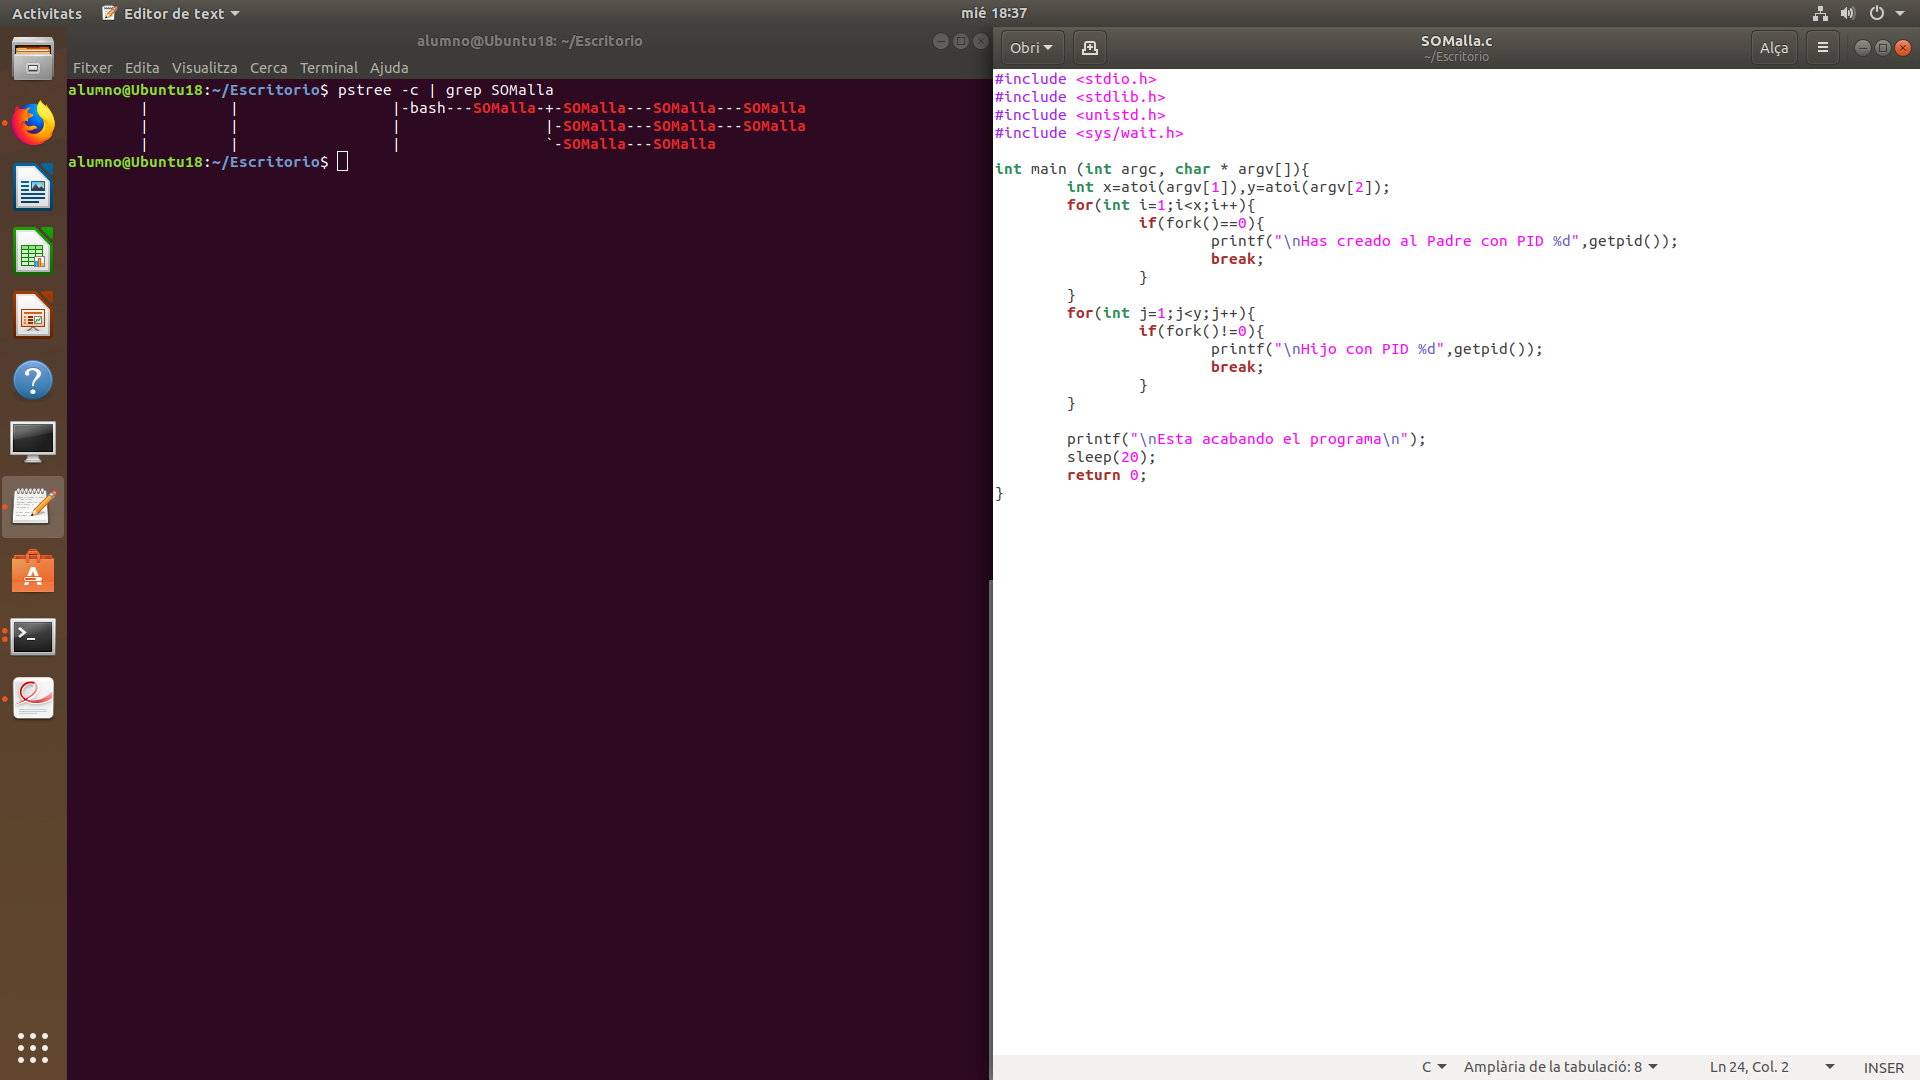 Activitats Editor de text mié 18:37
alumno@Ubuntu18: ~/Escritorio
Fitxer Edita Visualitza Cerca Terminal Ajuda
alumno@Ubuntu18:~/Escritorio$ pstree -c | grep SOMalla
        |         |                 |-bash---SOMalla-+-SOMalla---SOMalla---SOMalla
        |         |                 |                |-SOMalla---SOMalla---SOMalla
        |         |                 |                `-SOMalla---SOMalla
alumno@Ubuntu18:~/Escritorio$
Obri SOMalla.c Alça
~/Escritorio
#include <stdio.h>
#include <stdlib.h>
#include <unistd.h>
#include <sys/wait.h>
int main (int argc, char * argv[]){
        int x=atoi(argv[1]),y=atoi(argv[2]);
        for(int i=1;i<x;i++){
                if(fork()==0){
                        printf("\nHas creado al Padre con PID %d",getpid());
                        break;
                }
        }
        for(int j=1;j<y;j++){
                if(fork()!=0){
                        printf("\nHijo con PID %d",getpid());
                        break;
                }
        }
        printf("\nEsta acabando el programa\n");
        sleep(20);
        return 0;
}
C Amplària de la tabulació: 8 Ln 24, Col. 2 INSER